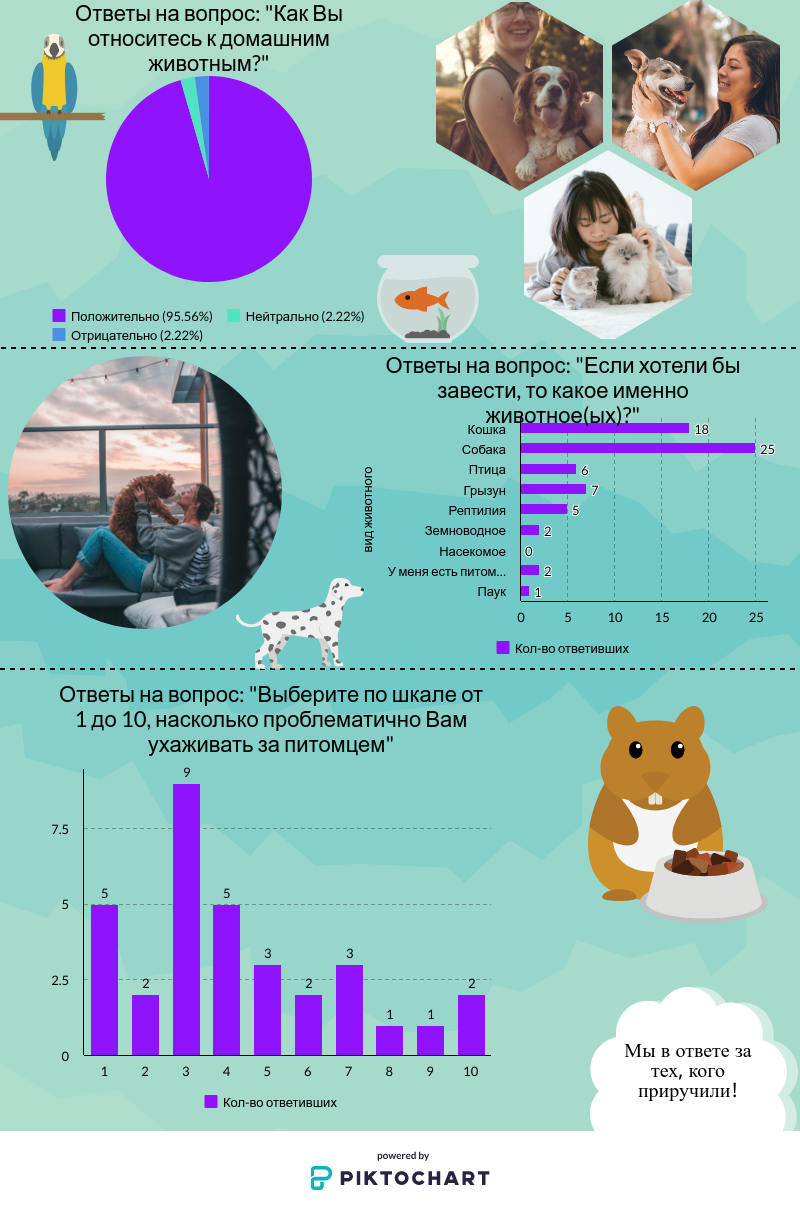 Ответы на вопрос: "Как Вы
относитесь к домашним
животным?"
Положительно (95.56%)
Нейтрально (2.22%)
Отрицательно (2.22%)
Ответы на вопрос: "Если хотели бы
завести, то какое именно
животное(ых)?"
вид животного
Кошка 18
Собака 25
Птица 6
Грызун 7
Рептилия 5
Земноводное 2
Насекомое 0
У меня есть питом... 2
Паук 1
0 5 10 15 20 25
Кол-во ответивших
Ответы на вопрос: "Выберите по шкале от
1 до 10, насколько проблематично Вам
ухаживать за питомцем"
9
7.5
5 5
5
3 3
2.5
2 2 2
1 1
0
1 2 3 4 5 6 7 8 9 10
Кол-во ответивших
Мы в ответе за
тех, кого
приручили!
powered by
PIKTOCHART